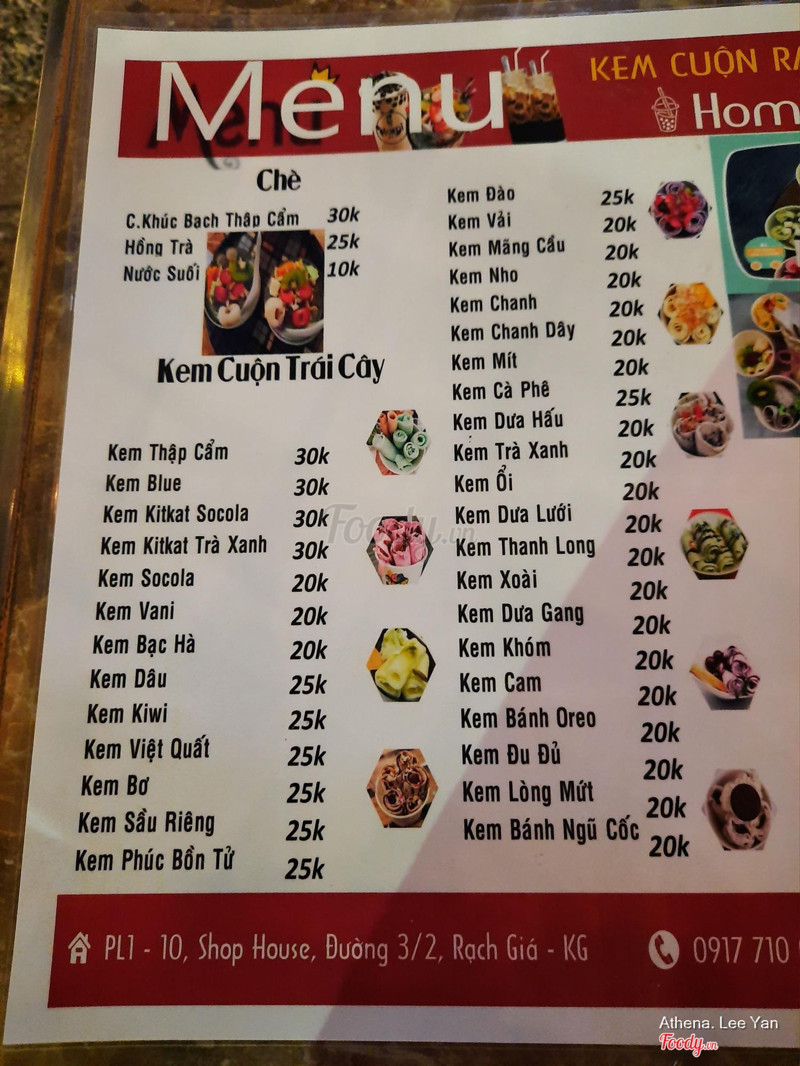 Menu
KEM CUỘN
Chè
C.Khúc Bạch Thập Cẩm 30k
Hồng Trà 25k
Nước Suối 10k
Kem Cuộn Trái Cây
Kem Thập Cẩm 30k
Kem Blue 30k
Kem Kitkat Socola 30k
Kem Kitkat Trà Xanh 30k
Kem Socola 20k
Kem Vani 20k
Kem Bạc Hà 20k
Kem Dâu 25k
Kem Kiwi 25k
Kem Việt Quất 25k
Kem Bơ 25k
Kem Sầu Riêng 25k
Kem Phúc Bồn Tử 25k
Kem Đào 25k
Kem Vải 20k
Kem Mãng Cầu 20k
Kem Nho 20k
Kem Chanh 20k
Kem Chanh Dây 20k
Kem Mít 20k
Kem Cà Phê 25k
Kem Dưa Hấu 20k
Kem Trà Xanh 20k
Kem Ổi 20k
Kem Dưa Lưới 20k
Kem Thanh Long 20k
Kem Xoài 20k
Kem Dưa Gang 20k
Kem Khóm 20k
Kem Cam 20k
Kem Bánh Oreo 20k
Kem Đu Đủ 20k
Kem Lòng Mứt 20k
Kem Bánh Ngũ Cốc 20k
PL1 - 10, Shop House, Đường 3/2, Rạch Giá - KG
0917 710
Foody.vn
Athena. Lee Yan
Foody.vn